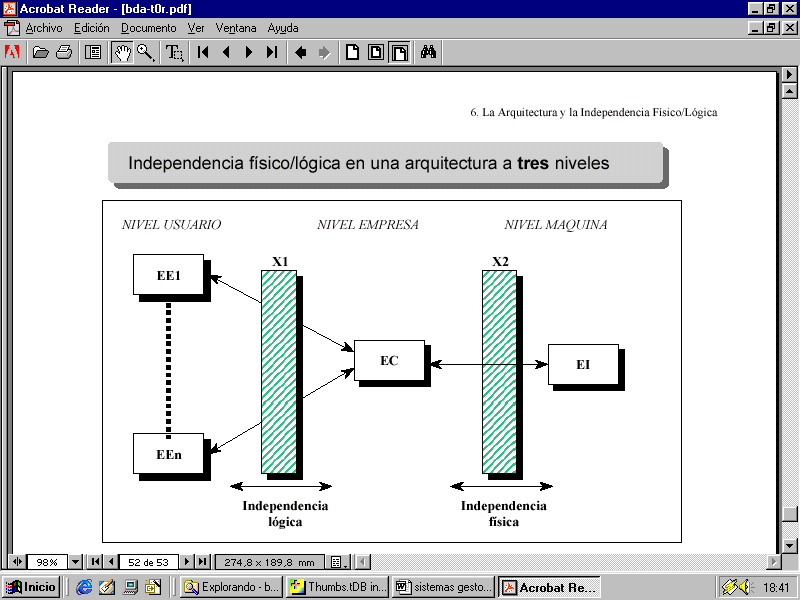 Acrobat Reader - [bda-t0r.pdf]
Archivo Edición Documento Ver Ventana Ayuda
6. La Arquitectura y la Independencia Físico/Lógica
Independencia físico/lógica en una arquitectura a tres niveles
NIVEL USUARIO NIVEL EMPRESA NIVEL MAQUINA
X1 X2
EE1
EC
EI
EEn
Independencia
lógica
Independencia
física
98% 52 de 53 274,8 x 189,8 mm
Inicio Explorando - b... Thumbs.tDB in... sistemas gesto... Acrobat Re... 18:41